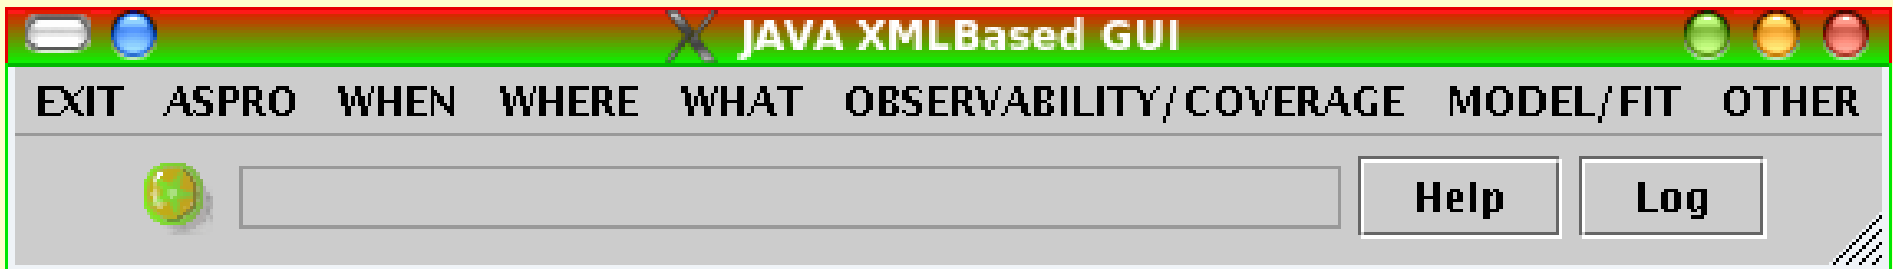 JAVA XMLBased GUI
EXIT ASPRO WHEN WHERE WHAT OBSERVABILITY/COVERAGE MODEL/FIT OTHER
Help Log